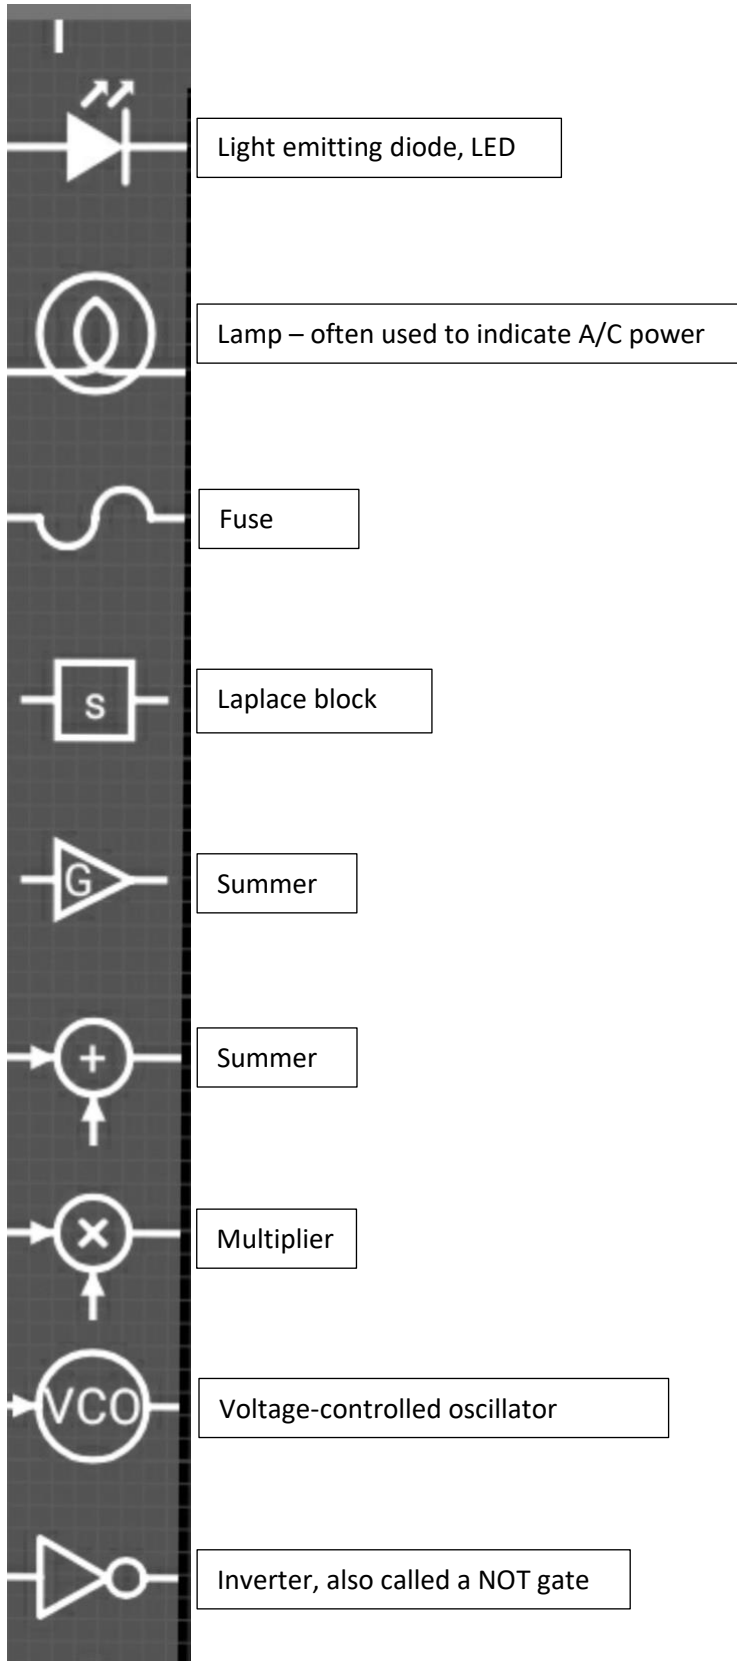 Light emitting diode, LED
Lamp – often used to indicate A/C power
Fuse
s
Laplace block
G
Summer
+
Summer
×
Multiplier
VCO
Voltage-controlled oscillator
Inverter, also called a NOT gate